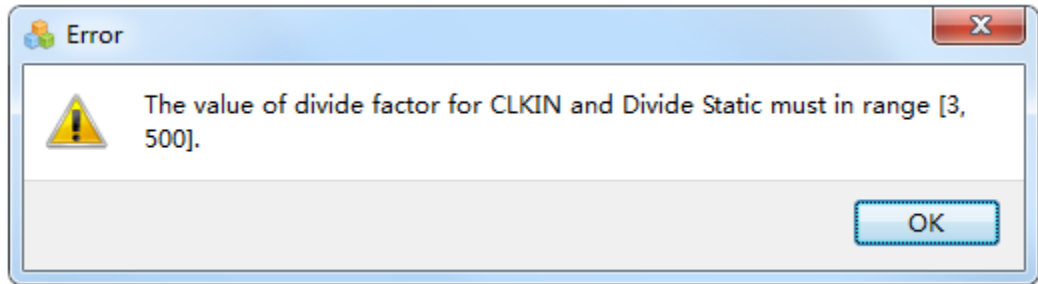 Error
The value of divide factor for CLKIN and Divide Static must in range [3,
500].
OK